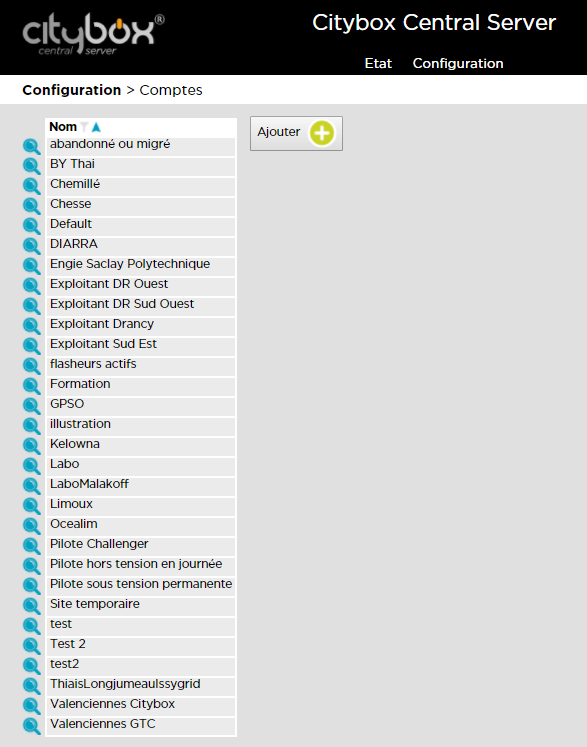 citybox®
central server
Citybox Central Server
Etat Configuration
Configuration > Comptes
Nom
Ajouter
abandonné ou migré
BY Thai
Chemillé
Chesse
Default
DIARRA
Engie Saclay Polytechnique
Exploitant DR Ouest
Exploitant DR Sud Ouest
Exploitant Drancy
Exploitant Sud Est
flasheurs actifs
Formation
GPSO
illustration
Kelowna
Labo
LaboMalakoff
Limoux
Ocealim
Pilote Challenger
Pilote hors tension en journée
Pilote sous tension permanente
Site temporaire
test
Test 2
test2
ThiaisLongjumeauIssygrid
Valenciennes Citybox
Valenciennes GTC